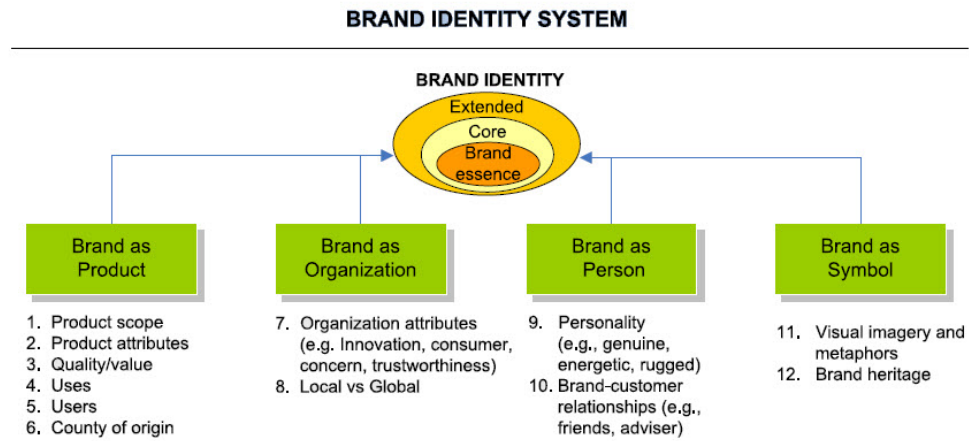 BRAND IDENTITY SYSTEM
BRAND IDENTITY
Extended
Core
Brand
essence
Brand as
Product
Brand as
Organization
Brand as
Person
Brand as
Symbol
1. Product scope
2. Product attributes
3. Quality/value
4. Uses
5. Users
6. County of origin
7. Organization attributes
(e.g. Innovation, consumer,
concern, trustworthiness)
8. Local vs Global
9. Personality
(e.g., genuine,
energetic, rugged)
10. Brand-customer
relationships (e.g.,
friends, adviser)
11. Visual imagery and
metaphors
12. Brand heritage